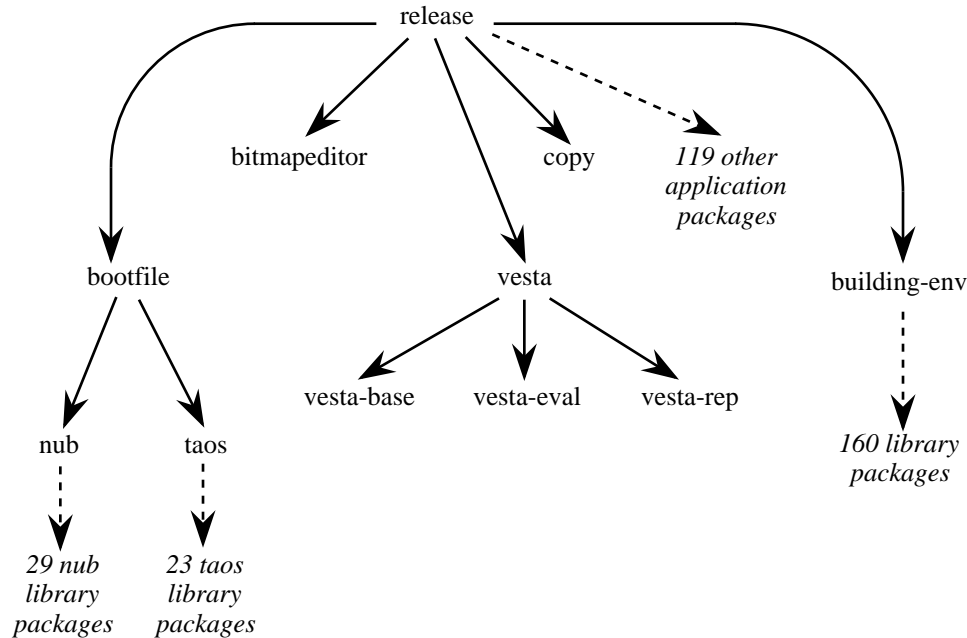 release
bitmapeditor
copy
119 other
application
packages
bootfile
vesta
building-env
vesta-base
vesta-eval
vesta-rep
nub
taos
160 library
packages
29 nub
library
packages
23 taos
library
packages